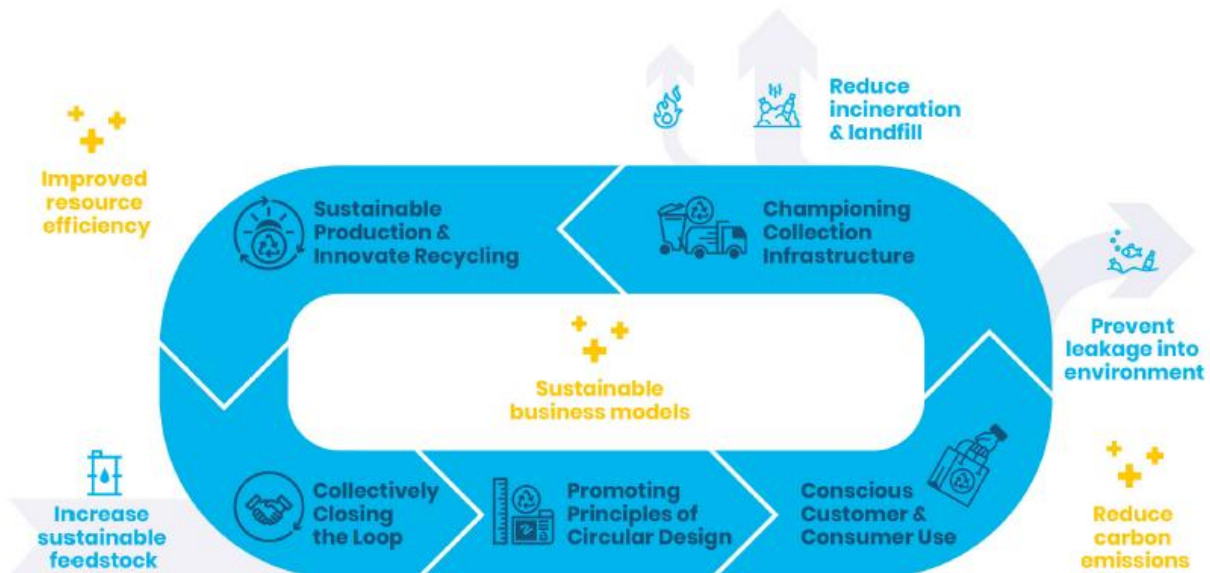 Reduce
incineration
& landfill
Improved
resource
efficiency
Sustainable
Production &
Innovate Recycling
Championing
Collection
Infrastructure
Prevent
leakage into
environment
Sustainable
business models
Increase
sustainable
feedstock
Collectively
Closing
the Loop
Promoting
Principles of
Circular Design
Conscious
Customer &
Consumer Use
Reduce
carbon
emissions